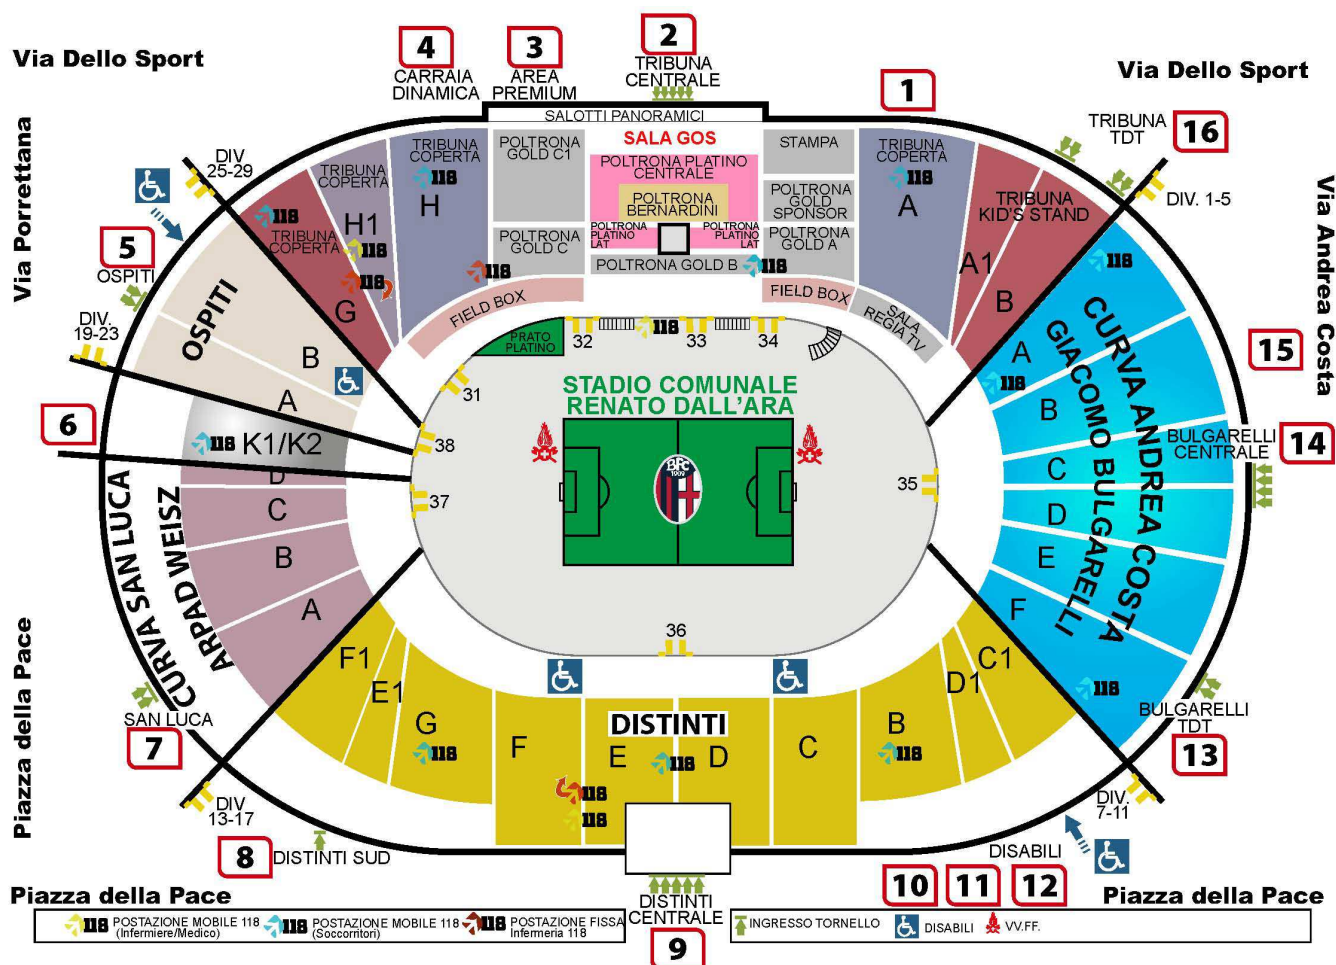 Via Dello Sport
4
CARRAIA
DINAMICA
3
AREA
PREMIUM
2
TRIBUNA
CENTRALE
1
Via Dello Sport
TRIBUNA
TDT
16
DIV. 1-5
Via Porrettana
DIV
25-29
5
OSPITI
DIV.
19-23
6
SALOTTI PANORAMICI
SALA GOS
TRIBUNA
COPERTA
H1
118
TRIBUNA
COPERTA
118
H
118
POLTRONA
GOLD C1
POLTRONA
GOLD C
POLTRONA PLATINO
CENTRALE
POLTRONA
BERNARDINI
POLTRONA
PLATINO
LAT
POLTRONA
PLATINO
LAT
POLTRONA GOLD B
118
STAMPA
POLTRONA
GOLD
SPONSOR
POLTRONA
GOLD A
TRIBUNA
COPERTA
118
A
TRIBUNA
KID'S STAND
A1
B
118
TRIBUNA
COPERTA
118
G
FIELD BOX
FIELD BOX
SALA
REGIA TV
PRATO
PLATINO
31
32
118
33
34
35
36
37
38
STADIO COMUNALE
RENATO DALL'ARA
BFC
1909
OSPITI
B
A
118
K1/K2
D
C
B
A
CURVA SAN LUCA
ARPAD WEISZ
118
A
118
B
C
D
E
F
118
CURVA ANDREA COSTA
GIACOMO BULGARELLI
Via Andrea Costa
15
BULGARELLI
CENTRALE
14
BULGARELLI
TDT
13
DIV.
7-11
F1
E1
G
118
F
118
118
DISTINTI
E
118
D
C
B
118
D1
C1
Piazza della Pace
SAN LUCA
7
DIV
13-17
8
DISTINTI SUD
DISTINTI
CENTRALE
9
DISABILI
10
11
12
Piazza della Pace
Piazza della Pace
118 POSTAZIONE MOBILE 118
(Infermiere/Medico)
118 POSTAZIONE MOBILE 118
(Soccorritori)
118 POSTAZIONE FISSA
Infermeria 118
INGRESSO TORNELLO
DISABILI
VV.FF.